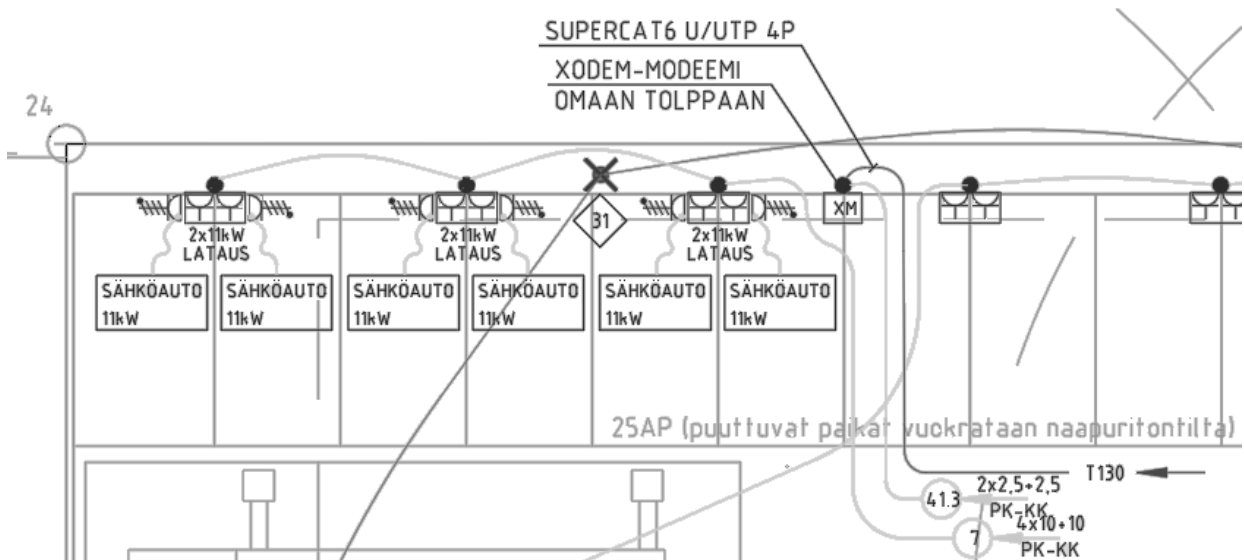 SUPERCAT6 U/UTP 4P
XODEM-MODEEMI
OMAAN TOLPPAAN
24
31
XM
2x11kW
LATAUS
2x11kW
LATAUS
2x11kW
LATAUS
SÄHKÖAUTO
11kW
SÄHKÖAUTO
11kW
SÄHKÖAUTO
11kW
SÄHKÖAUTO
11kW
SÄHKÖAUTO
11kW
SÄHKÖAUTO
11kW
25AP (puuttuvat paikat vuokrataan naapuritontilta)
T130
41.3
2x2,5+2,5
PK-KK
7
4x10+10
PK-KK